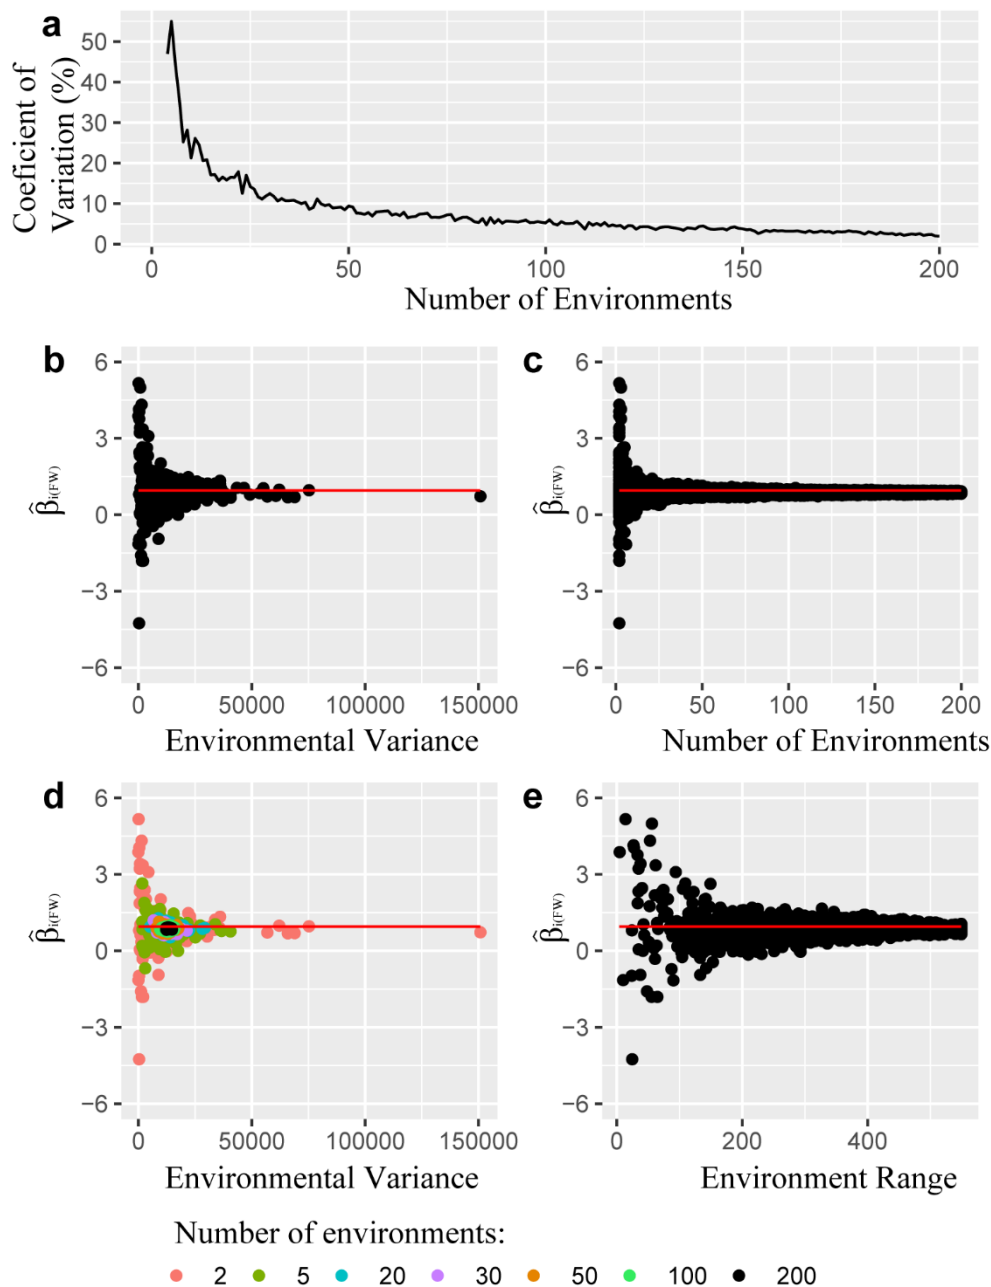 a
Coeficient of
Variation (%)
50
40
30
20
10
0
0 50 100 150 200
Number of Environments
b
β̂i(FW)
6
3
0
−3
−6
0 50000 100000 150000
Environmental Variance
c
β̂i(FW)
6
3
0
−3
−6
0 50 100 150 200
Number of Environments
d
β̂i(FW)
6
3
0
−3
−6
0 50000 100000 150000
Environmental Variance
e
β̂i(FW)
6
3
0
−3
−6
0 200 400
Environment Range
Number of environments:
2 5 20 30 50 100 200